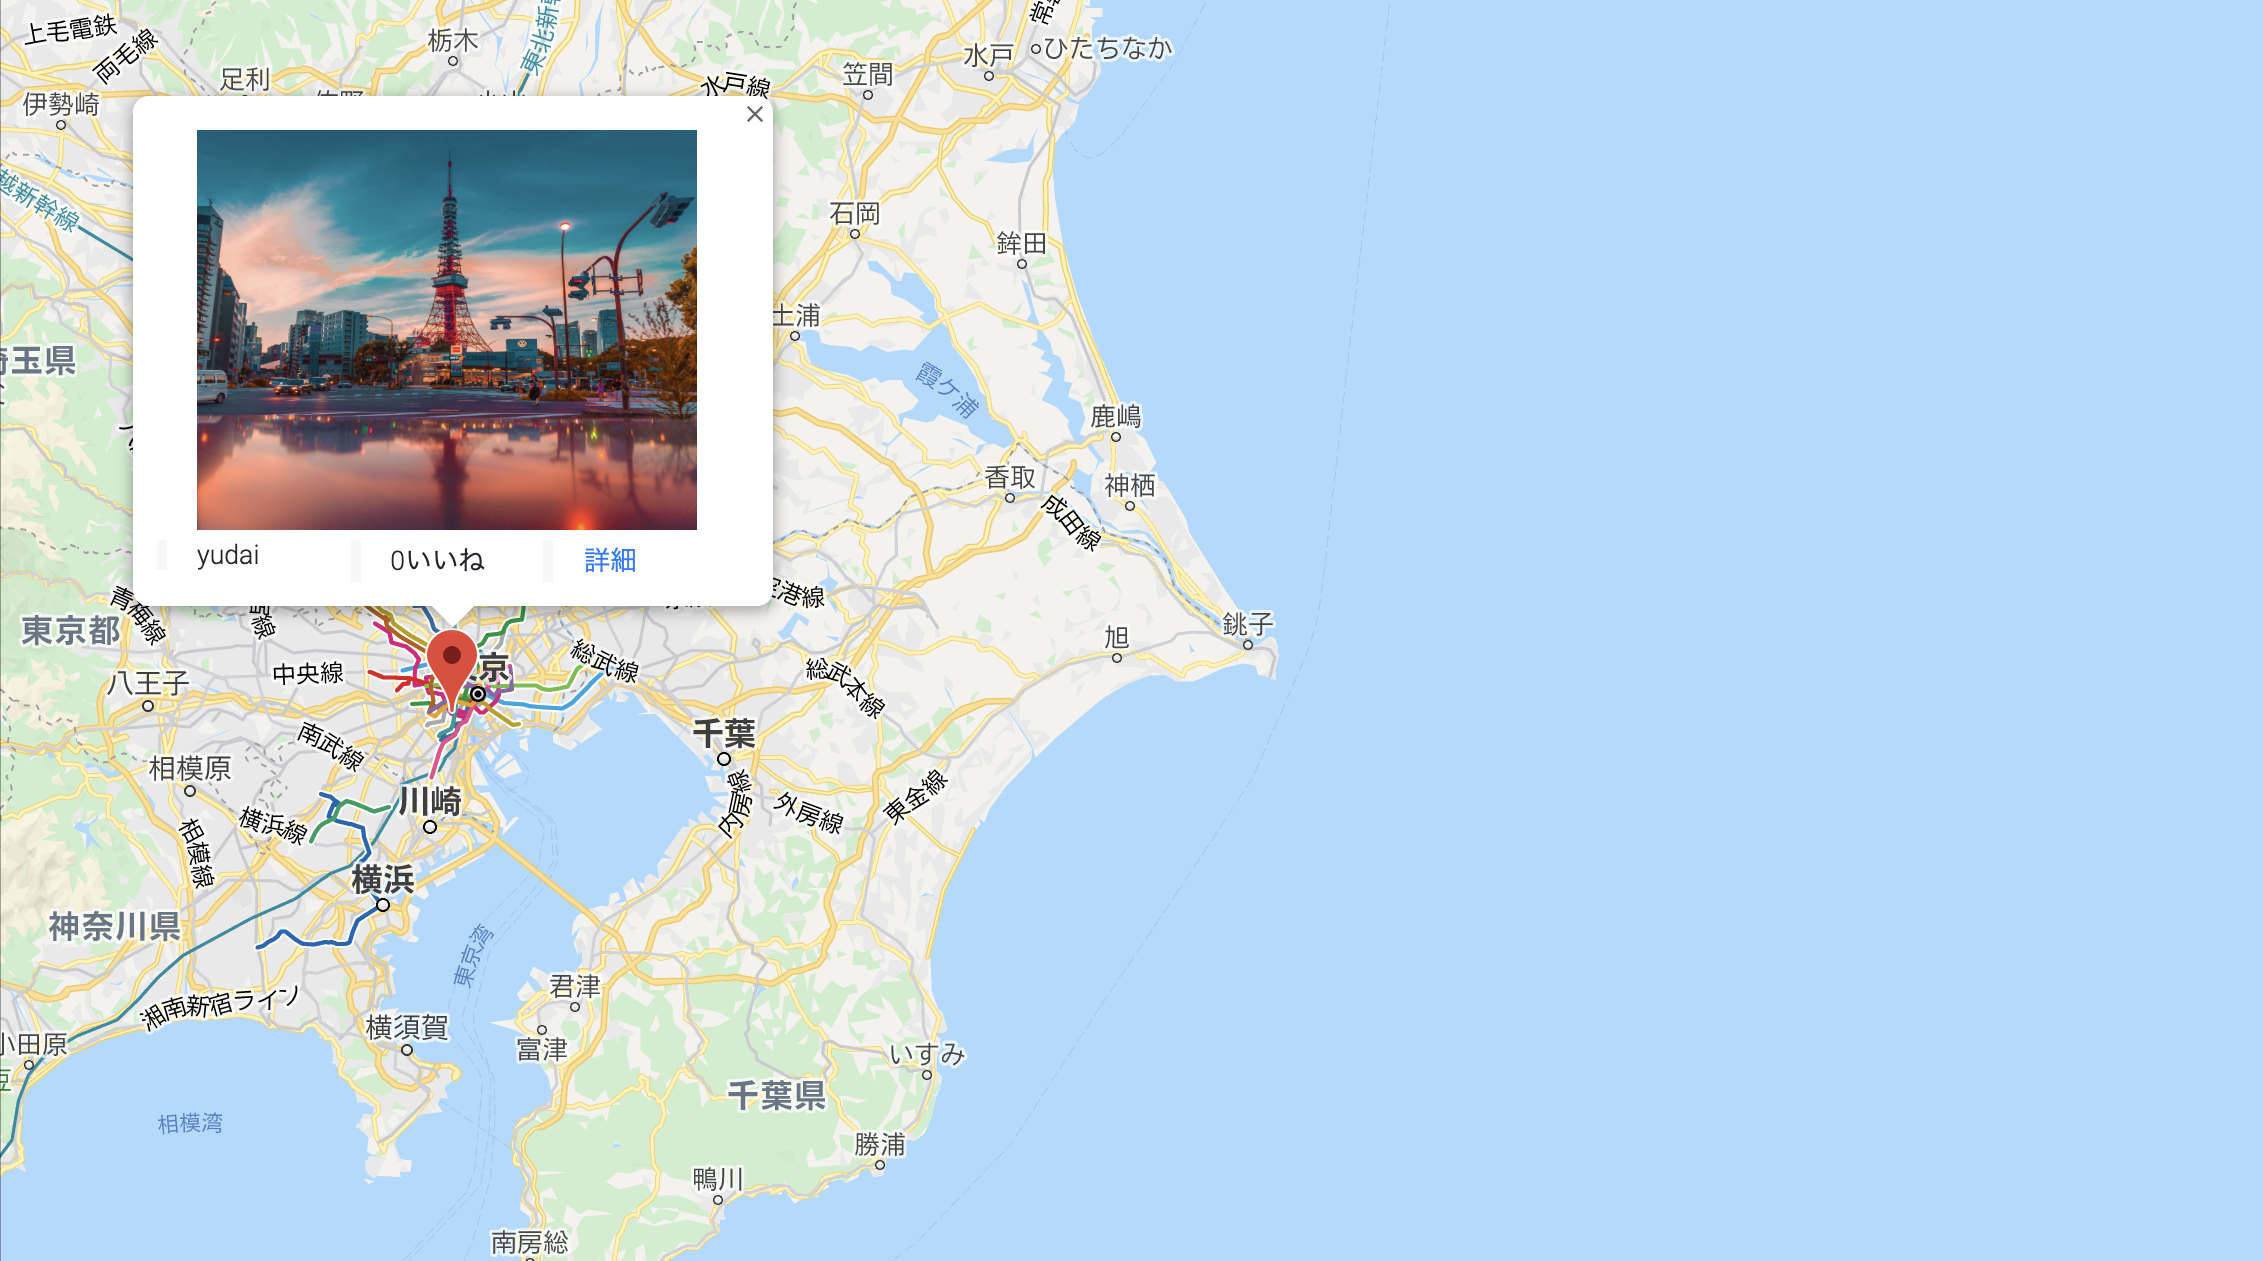 上毛電鉄
両毛線
栃木
東北新幹
水戸
ひたちなか
足利
水戸線
笠間
伊勢崎
越新幹線
石岡
鉾田
土浦
玉県
霞ケ浦
鹿嶋
香取
神栖
成田線
yudai
0いいね
詳細
空港線
青梅線
東京都
銚子
旭
中央線
京
総武線
総武本線
八王子
南武線
千葉
相模原
川崎
内房線
外房線
東金線
横浜線
相模線
横浜
神奈川県
東京湾
君津
湘南新宿ライン
横須賀
富津
小田原
いすみ
千葉県
相模湾
勝浦
鴨川
南房総